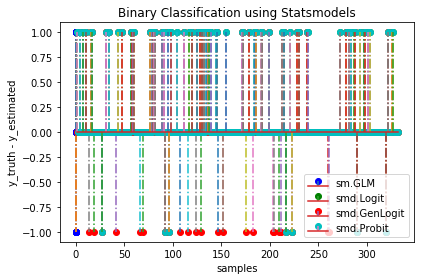 Binary Classification using Statsmodels
y_truth - y_estimated
1.00
0.75
0.50
0.25
0.00
−0.25
−0.50
−0.75
−1.00
sm.GLM
smd.Logit
smd.GenLogit
smd.Probit
0 50 100 150 200 250 300
samples